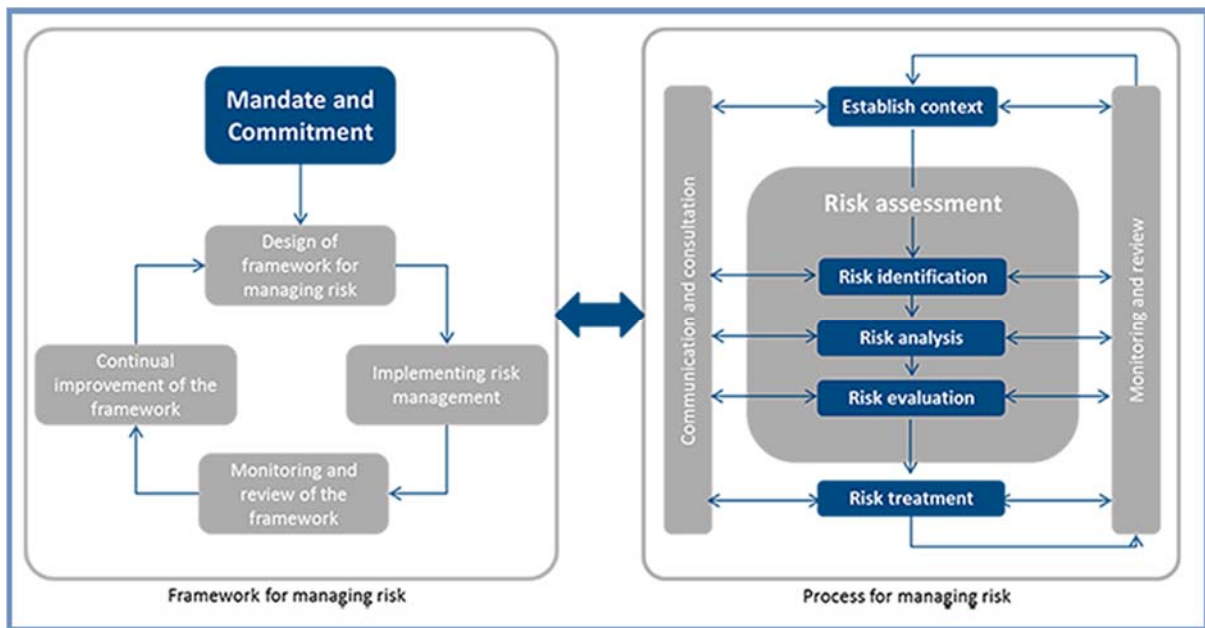 Mandate and
Commitment
Design of
framework for
managing risk
Continual
improvement of the
framework
Implementing risk
management
Monitoring and
review of the
framework
Framework for managing risk
Communication and consultation
Establish context
Risk assessment
Risk identification
Risk analysis
Risk evaluation
Risk treatment
Monitoring and review
Process for managing risk